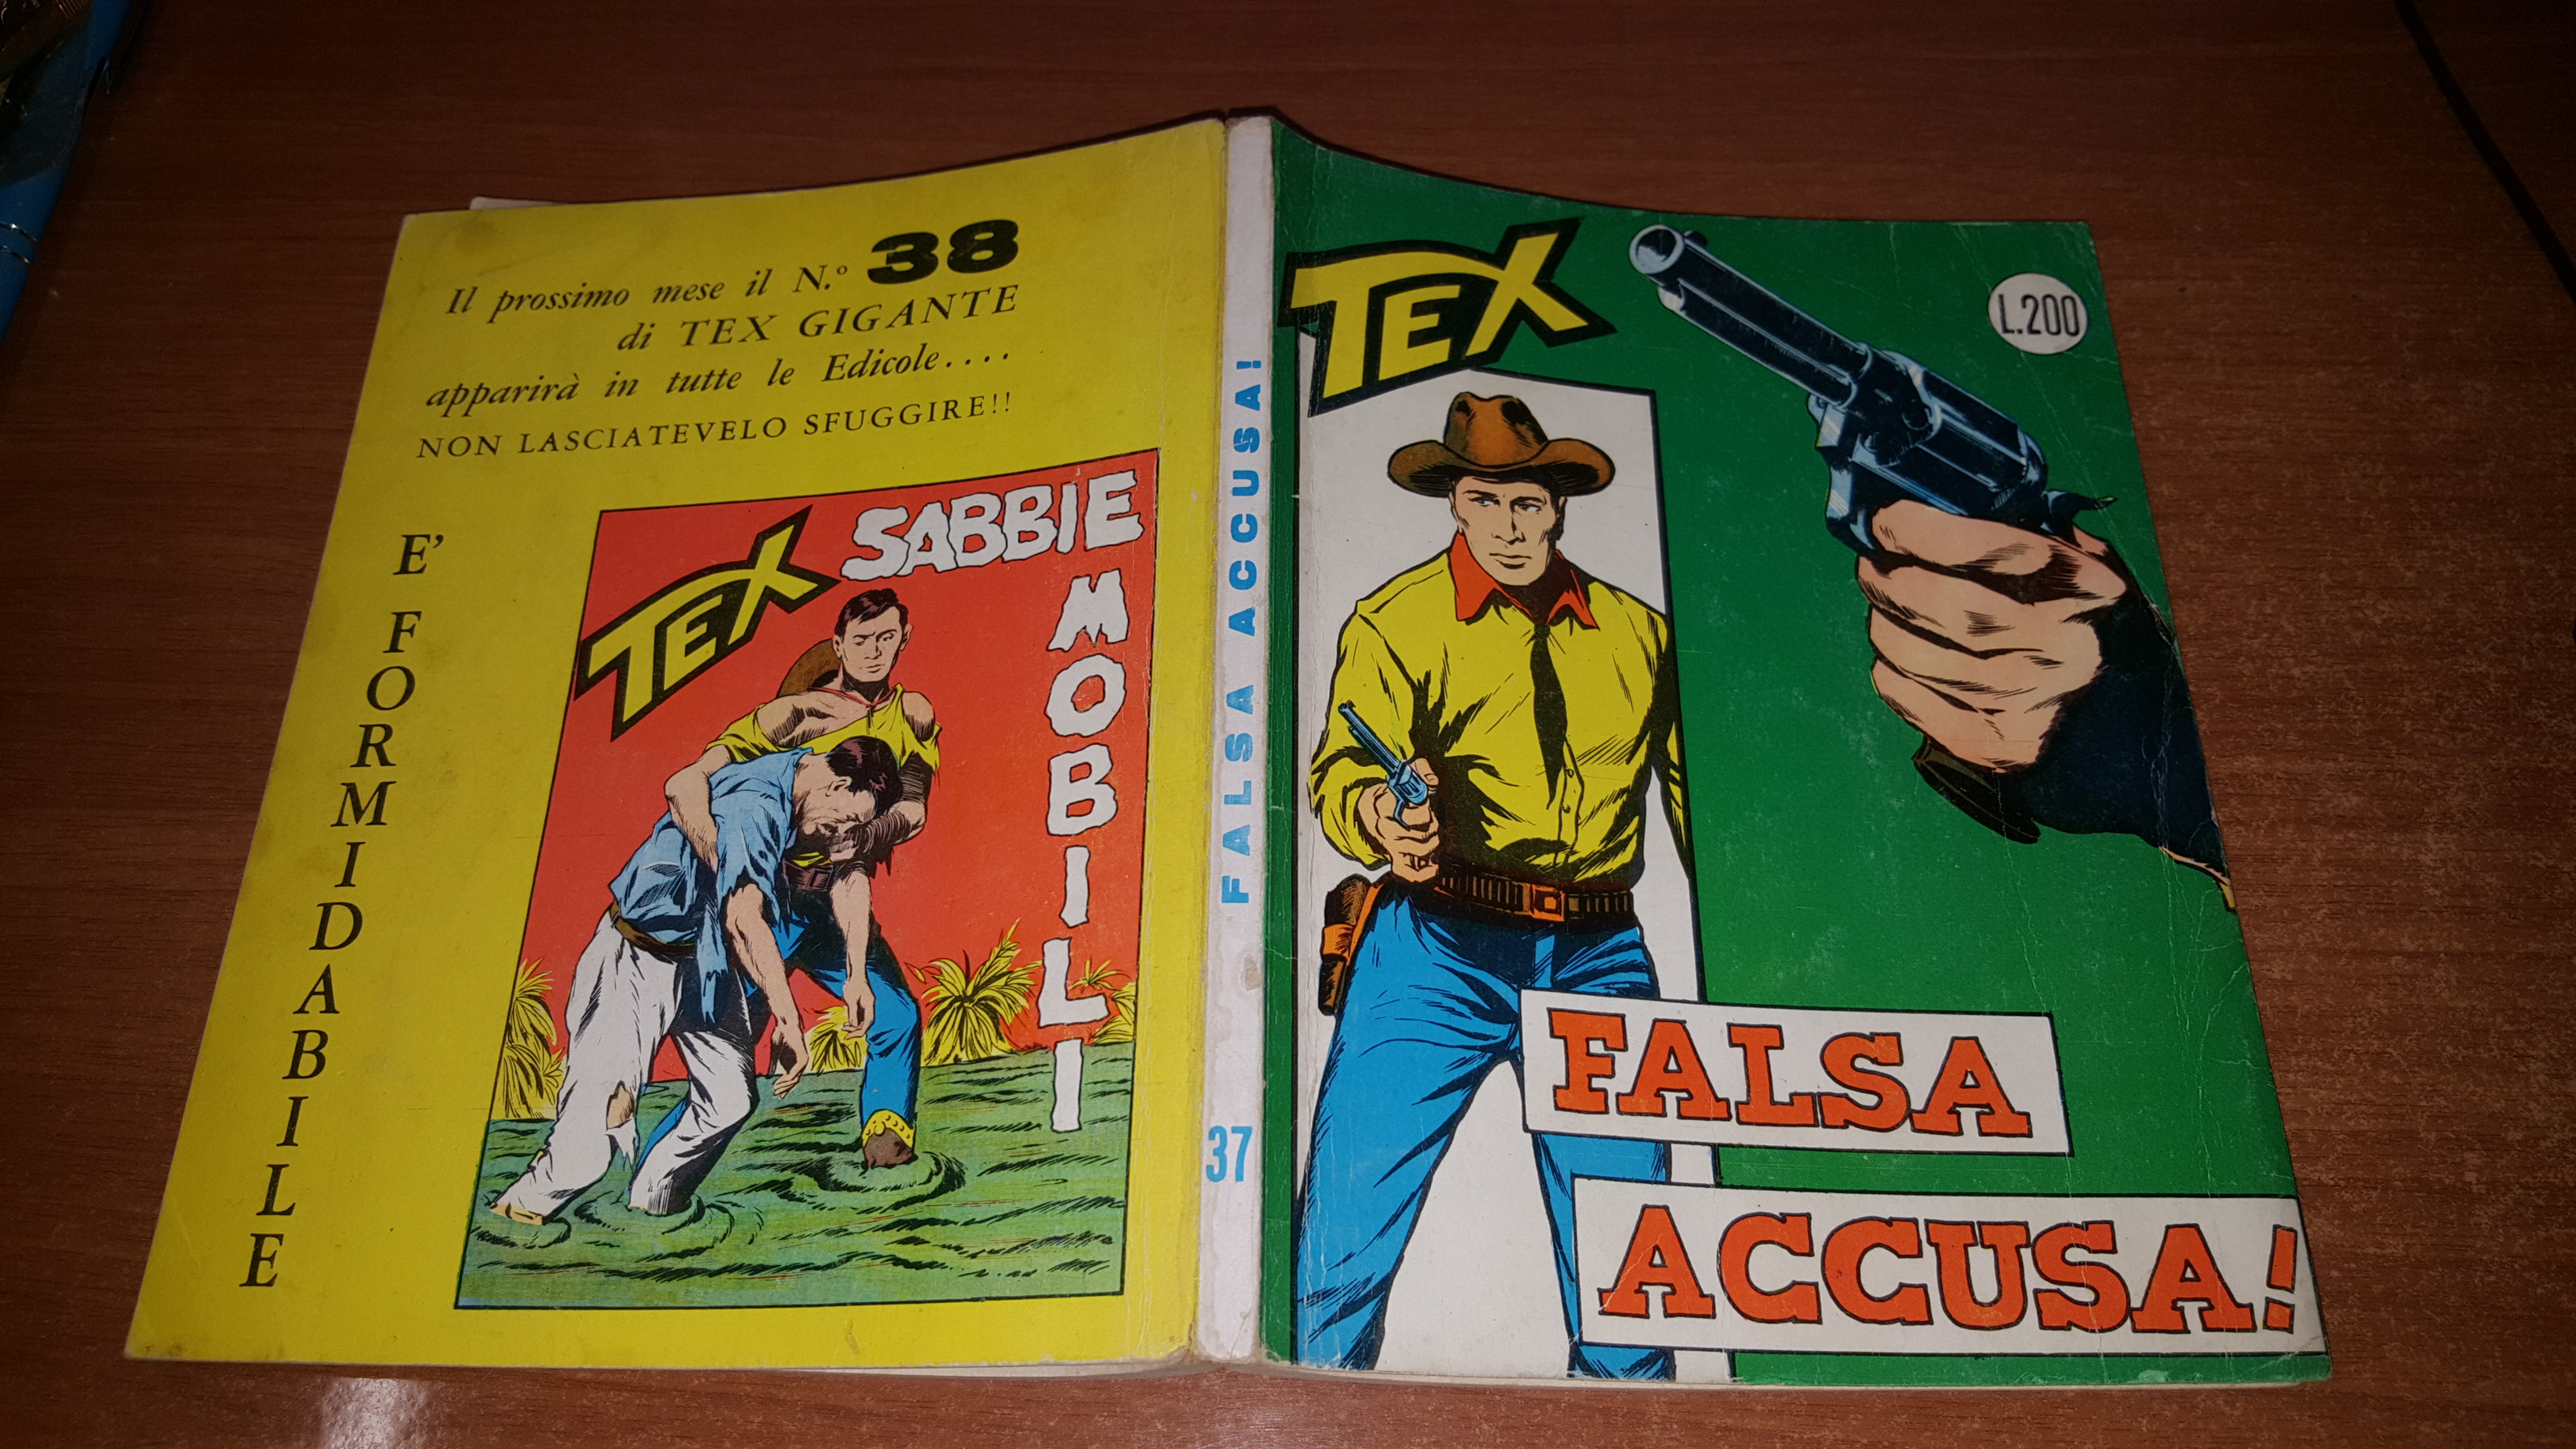 Il prossimo mese il N.º 38
di TEX GIGANTE
apparirà in tutte le Edicole....
NON LASCIATEVELO SFUGGIRE!!
E' FORMIDABILE
TEX
SABBIE
MOBILI
FALSA ACCUSA!
37
TEX
L.200
FALSA
ACCUSA!